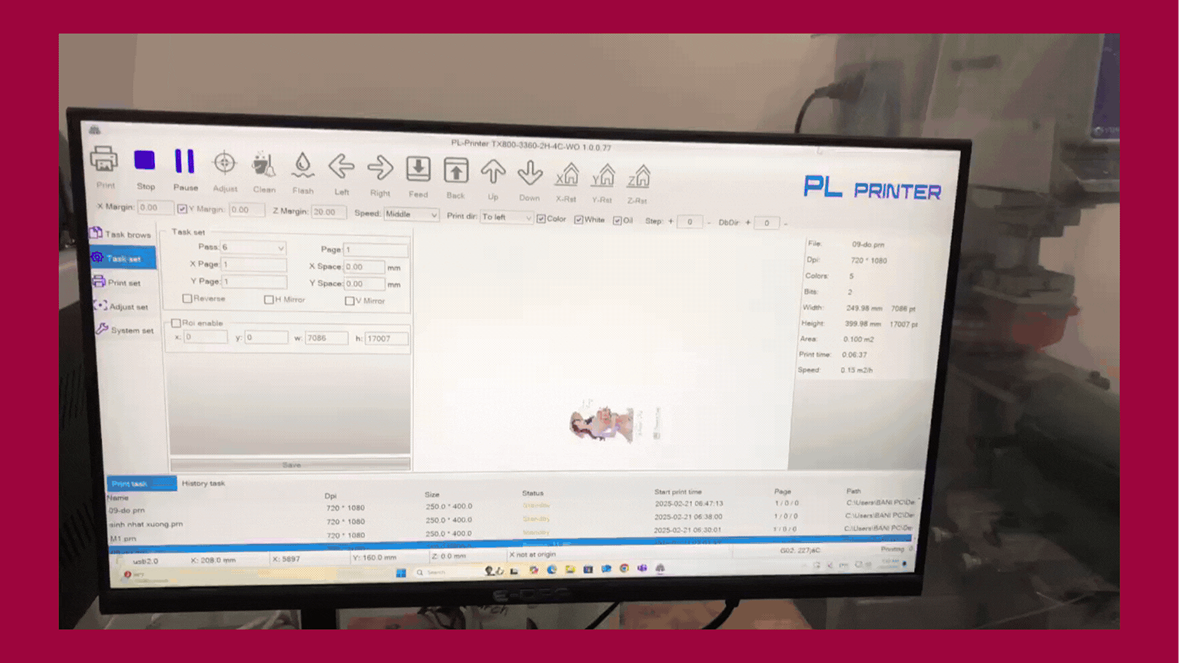 PL-Printer TX800-3360-2H-4C-WO 1.0.0.77
Print Stop Pause Adjust Clean Flash Left Right Feed Back Up Down X-Rst Y-Rst Z-Rst
PL PRINTER
X Margin: 0.00 Y Margin: 0.00 Z Margin: 20.00 Speed: Middle Print dir: To left Color White Oil Step: + 0 - DbDir + 0 -
Task brows
Task set
Print set
Adjust set
System set
Task set
Pass: 6 Page: 1
X Page: 1 X Space: 0.00 mm
Y Page: 1 Y Space: 0.00 mm
Reverse H Mirror V Mirror
Roi enable
x: 0 y: 0 w: 7086 h: 17007
Save
File: 09-do.prn
Dpi: 720 * 1080
Colors: 5
Bits: 2
Width: 249.98 mm 7086 pt
Height: 399.98 mm 17007 pt
Area: 0.100 m2
Print time: 0:06:37
Speed: 0.15 m2/h
Print task History task
Name Dpi Size Status Start print time Page Path
09-do.prn 720 * 1080 250.0 * 400.0 Standby 2025-02-21 06:47:13 1 / 0 / 0 C:\Users\BANI PC\De
sinh nhat xuong.prn 720 * 1080 250.0 * 400.0 Standby 2025-02-21 06:38:00 1 / 0 / 0 C:\Users\BANI PC\De
M1.prn 720 * 1080 250.0 * 400.0 Standby 2025-02-21 06:30:01 1 / 0 / 0 C:\Users\BANI PC\De
usb2.0 X: 208.0 mm X: 5897 Y: 160.0 mm Z: 0.0 mm X not at origin Printing
Search